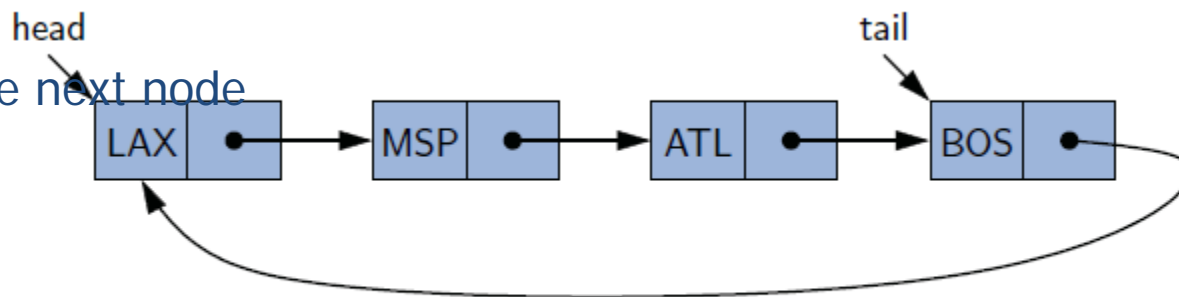 head
tail
e next node
LAX
MSP
ATL
BOS